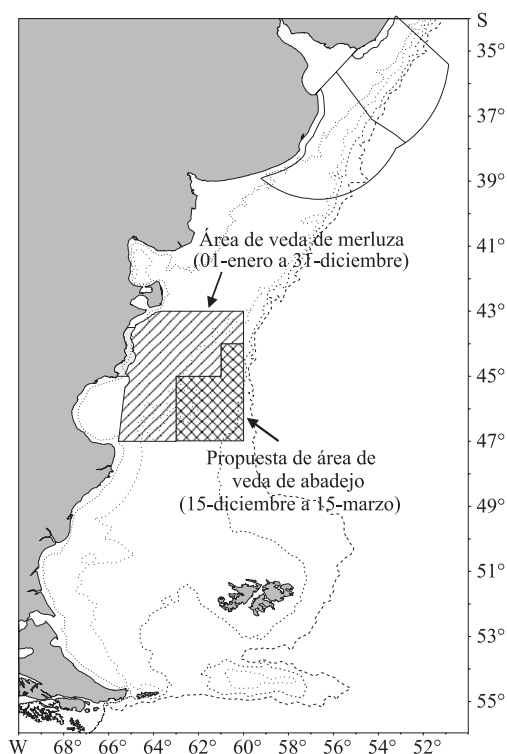 S
35°
37°
39°
41°
Área de veda de merluza
(01-enero a 31-diciembre)
43°
45°
47°
Propuesta de área de
veda de abadejo
(15-diciembre a 15-marzo)
49°
51°
53°
55°
W 68° 66° 64° 62° 60° 58° 56° 54° 52°